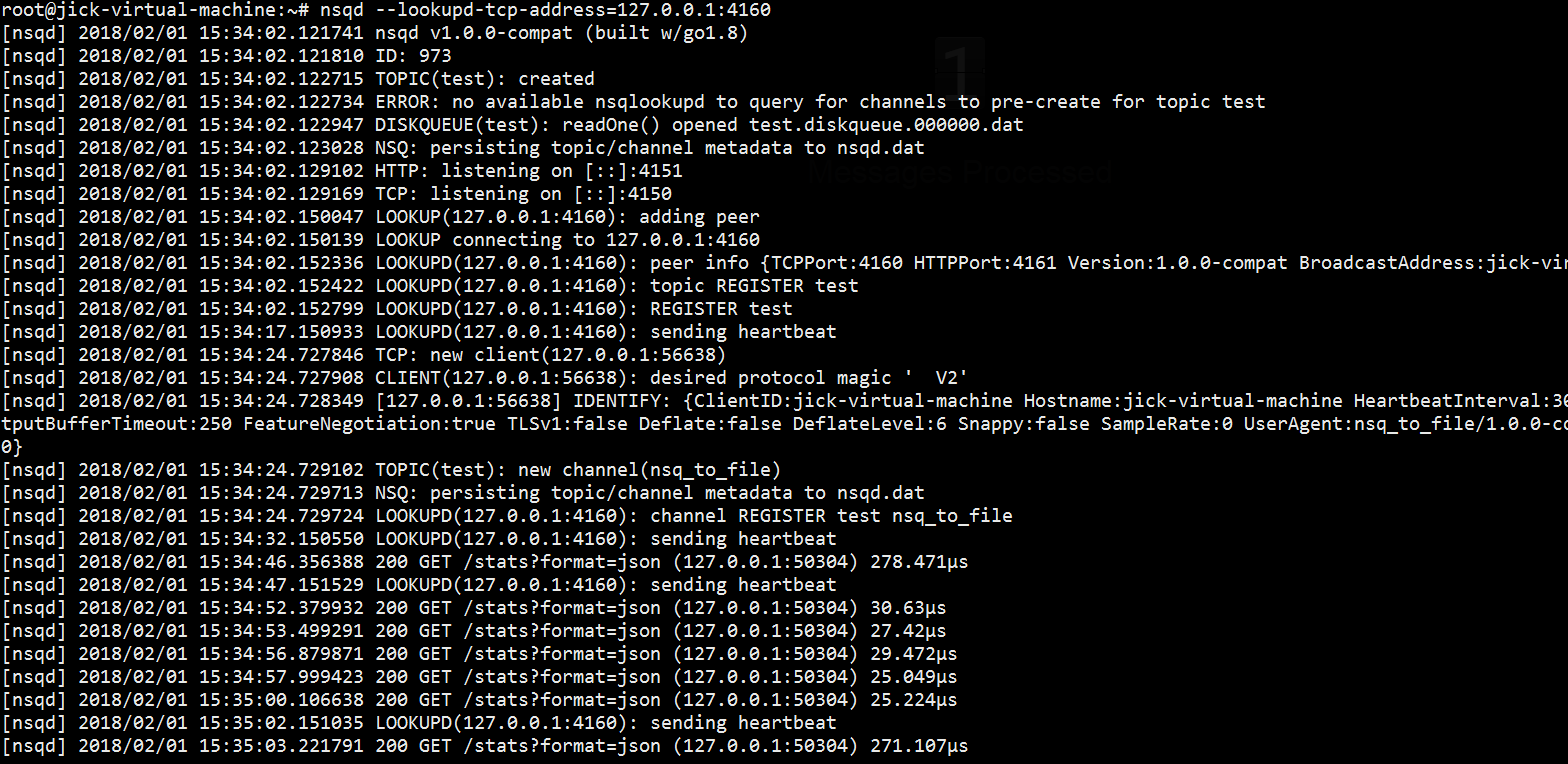 root@jick-virtual-machine:~# nsqd --lookupd-tcp-address=127.0.0.1:4160
[nsqd] 2018/02/01 15:34:02.121741 nsqd v1.0.0-compat (built w/go1.8)
[nsqd] 2018/02/01 15:34:02.121810 ID: 973
[nsqd] 2018/02/01 15:34:02.122715 TOPIC(test): created
[nsqd] 2018/02/01 15:34:02.122734 ERROR: no available nsqlookupd to query for channels to pre-create for topic test
[nsqd] 2018/02/01 15:34:02.122947 DISKQUEUE(test): readOne() opened test.diskqueue.000000.dat
[nsqd] 2018/02/01 15:34:02.123028 NSQ: persisting topic/channel metadata to nsqd.dat
[nsqd] 2018/02/01 15:34:02.129102 HTTP: listening on [::]:4151
[nsqd] 2018/02/01 15:34:02.129169 TCP: listening on [::]:4150
[nsqd] 2018/02/01 15:34:02.150047 LOOKUP(127.0.0.1:4160): adding peer
[nsqd] 2018/02/01 15:34:02.150139 LOOKUP connecting to 127.0.0.1:4160
[nsqd] 2018/02/01 15:34:02.152336 LOOKUPD(127.0.0.1:4160): peer info {TCPPort:4160 HTTPPort:4161 Version:1.0.0-compat BroadcastAddress:jick-vir
[nsqd] 2018/02/01 15:34:02.152422 LOOKUPD(127.0.0.1:4160): topic REGISTER test
[nsqd] 2018/02/01 15:34:02.152799 LOOKUPD(127.0.0.1:4160): REGISTER test
[nsqd] 2018/02/01 15:34:17.150933 LOOKUPD(127.0.0.1:4160): sending heartbeat
[nsqd] 2018/02/01 15:34:24.727846 TCP: new client(127.0.0.1:56638)
[nsqd] 2018/02/01 15:34:24.727908 CLIENT(127.0.0.1:56638): desired protocol magic '  V2'
[nsqd] 2018/02/01 15:34:24.728349 [127.0.0.1:56638] IDENTIFY: {ClientID:jick-virtual-machine Hostname:jick-virtual-machine HeartbeatInterval:30
tputBufferTimeout:250 FeatureNegotiation:true TLSv1:false Deflate:false DeflateLevel:6 Snappy:false SampleRate:0 UserAgent:nsq_to_file/1.0.0-co
0}
[nsqd] 2018/02/01 15:34:24.729102 TOPIC(test): new channel(nsq_to_file)
[nsqd] 2018/02/01 15:34:24.729713 NSQ: persisting topic/channel metadata to nsqd.dat
[nsqd] 2018/02/01 15:34:24.729724 LOOKUPD(127.0.0.1:4160): channel REGISTER test nsq_to_file
[nsqd] 2018/02/01 15:34:32.150550 LOOKUPD(127.0.0.1:4160): sending heartbeat
[nsqd] 2018/02/01 15:34:46.356388 200 GET /stats?format=json (127.0.0.1:50304) 278.471µs
[nsqd] 2018/02/01 15:34:47.151529 LOOKUPD(127.0.0.1:4160): sending heartbeat
[nsqd] 2018/02/01 15:34:52.379932 200 GET /stats?format=json (127.0.0.1:50304) 30.63µs
[nsqd] 2018/02/01 15:34:53.499291 200 GET /stats?format=json (127.0.0.1:50304) 27.42µs
[nsqd] 2018/02/01 15:34:56.879871 200 GET /stats?format=json (127.0.0.1:50304) 29.472µs
[nsqd] 2018/02/01 15:34:57.999423 200 GET /stats?format=json (127.0.0.1:50304) 25.049µs
[nsqd] 2018/02/01 15:35:00.106638 200 GET /stats?format=json (127.0.0.1:50304) 25.224µs
[nsqd] 2018/02/01 15:35:02.151035 LOOKUPD(127.0.0.1:4160): sending heartbeat
[nsqd] 2018/02/01 15:35:03.221791 200 GET /stats?format=json (127.0.0.1:50304) 271.107µs
1
Messages Processed